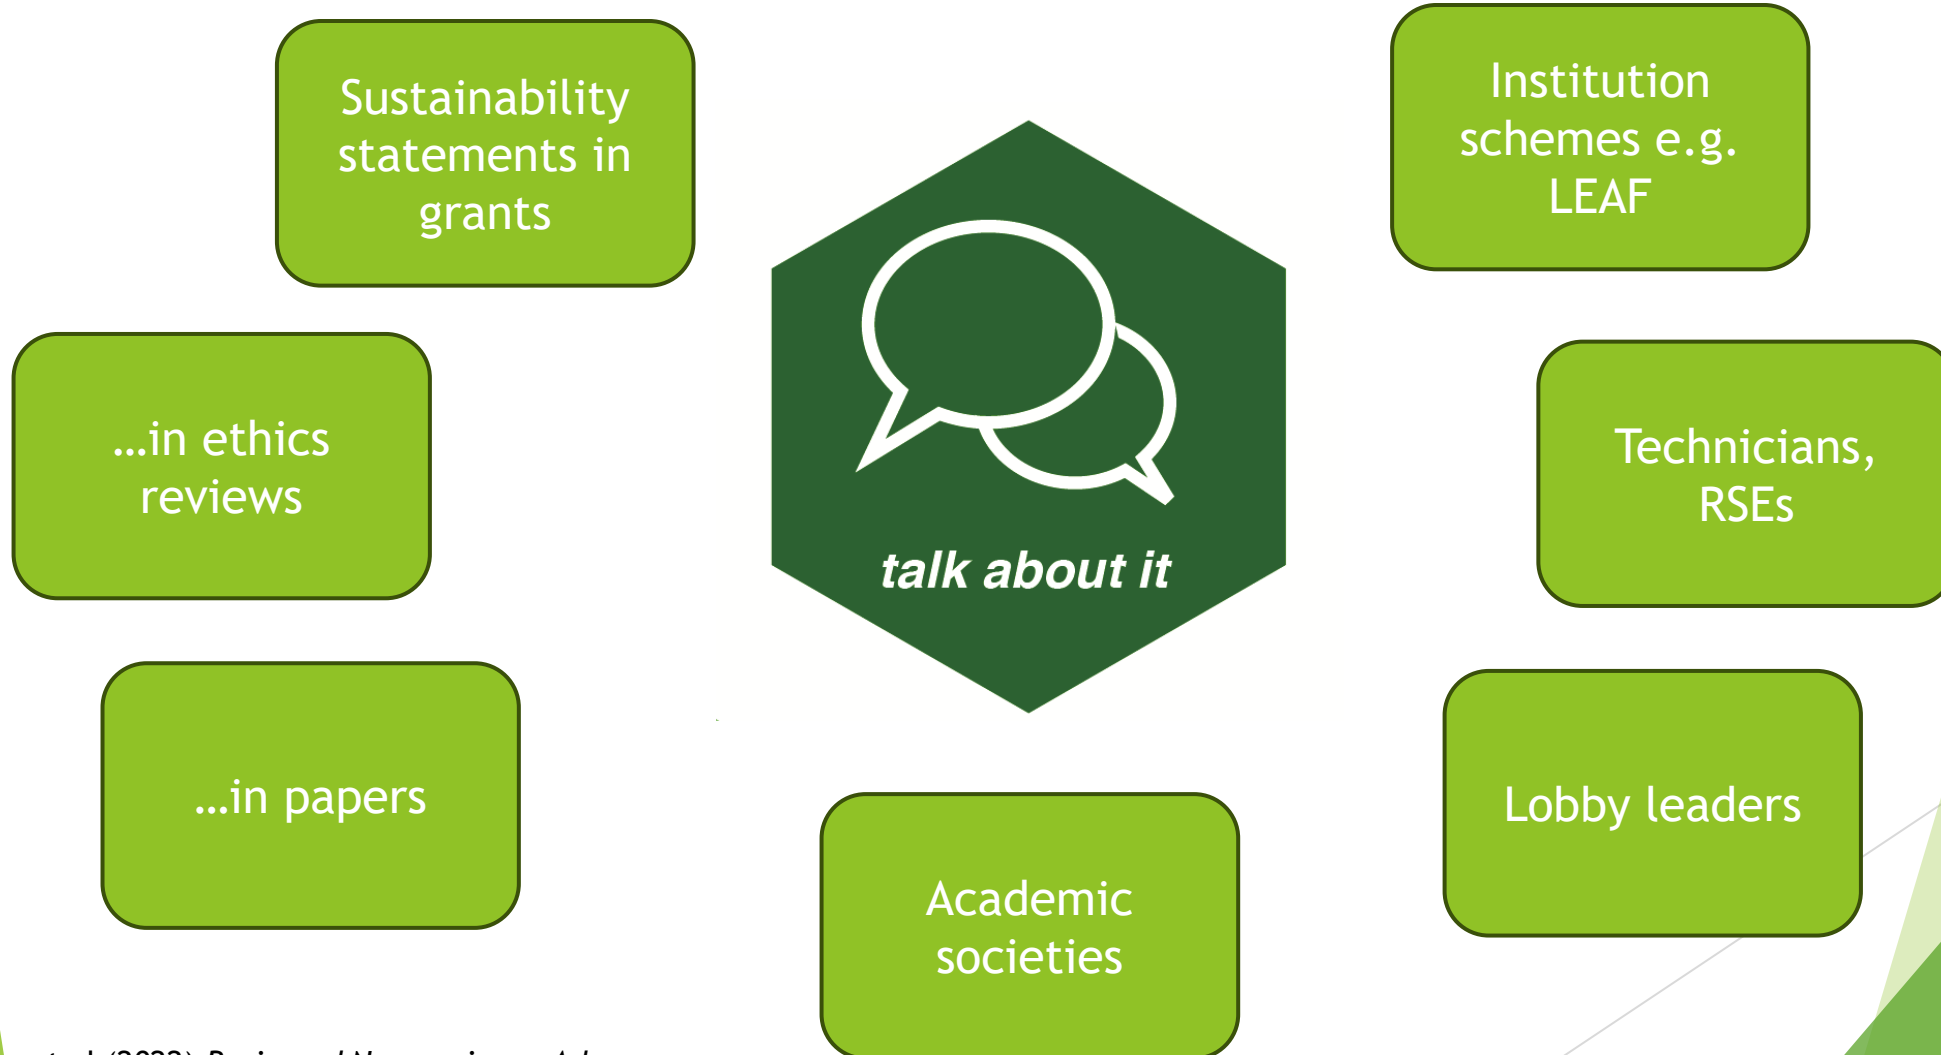 Sustainability
statements in
grants
Institution
schemes e.g.
LEAF
…in ethics
reviews
talk about it
Technicians,
RSEs
…in papers
Lobby leaders
Academic
societies